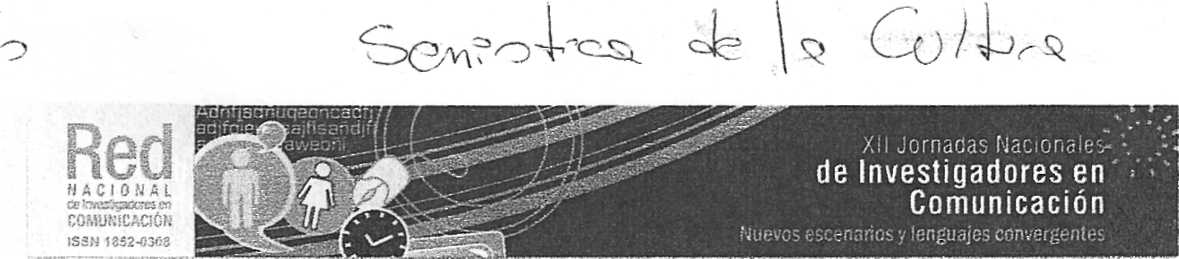 Semiotica de la Cultura
Red
NACIONAL
de Investigadores en
COMUNICACIÓN
ISSN 1852-0308
XII Jornadas Nacionales
de Investigadores en
Comunicación
Nuevos escenarios y lenguajes convergentes